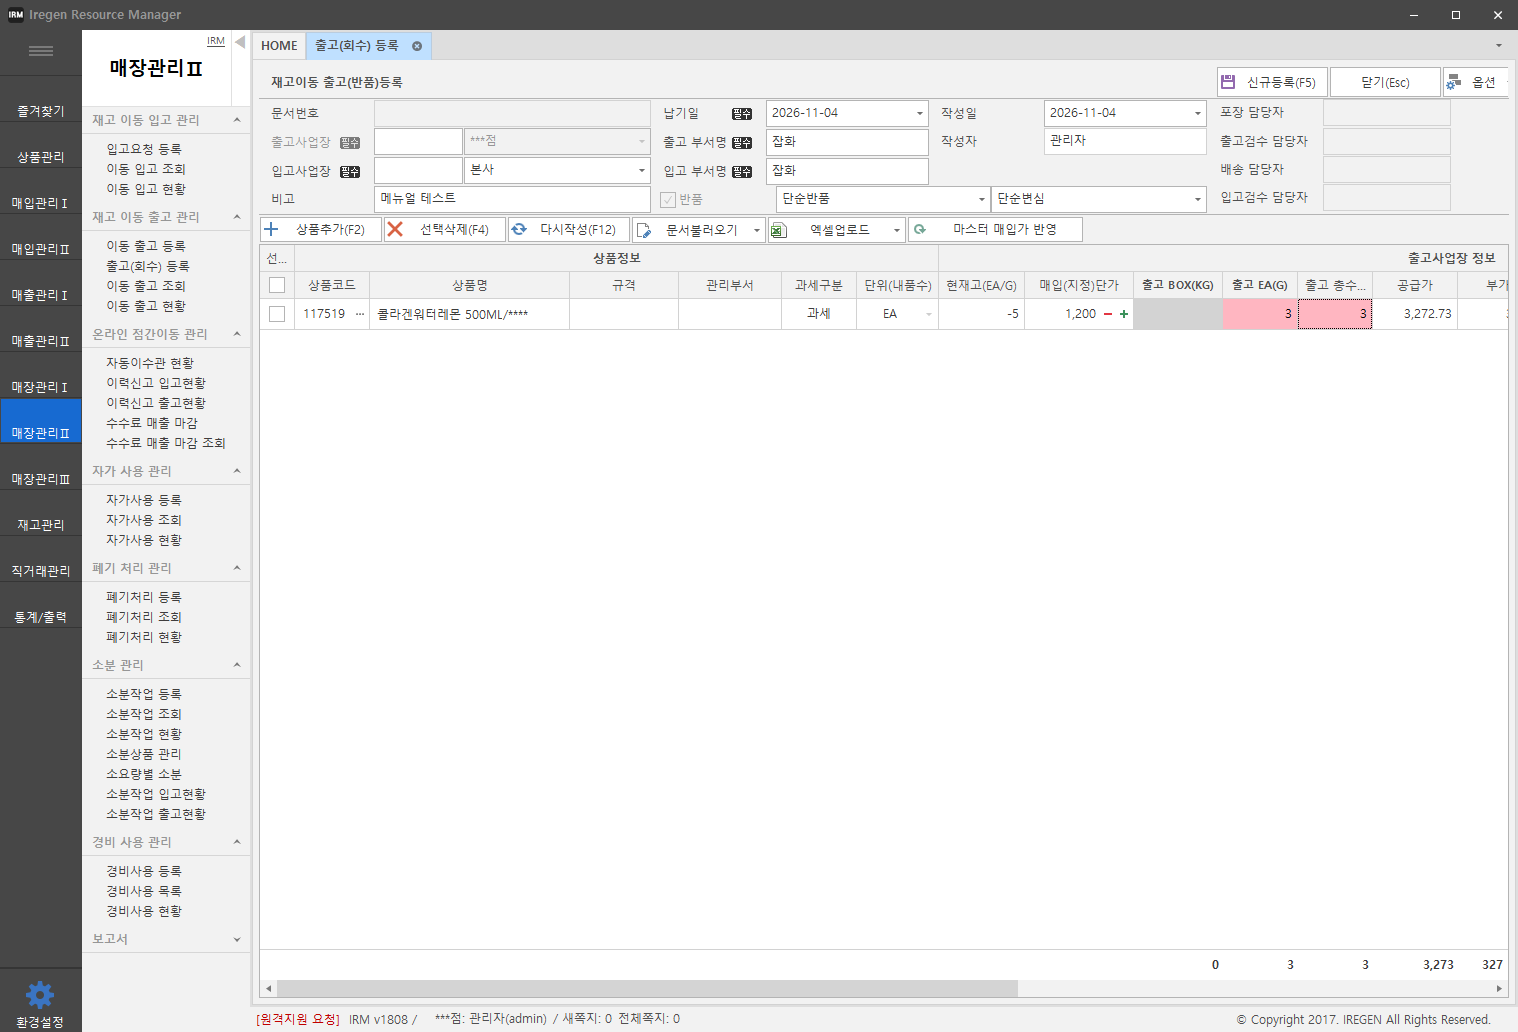 IRM Iregen Resource Manager
즐겨찾기
상품관리
매입관리 I
매입관리 II
매출관리 I
매출관리 II
매장관리 I
매장관리 II
매장관리 III
재고관리
직거래관리
통계/출력
환경설정
IRM
매장관리 II
재고 이동 입고 관리
입고요청 등록
이동 입고 조회
이동 입고 현황
재고 이동 출고 관리
이동 출고 등록
출고(회수) 등록
이동 출고 조회
이동 출고 현황
온라인 점간이동 관리
자동이수관 현황
이력신고 입고현황
이력신고 출고현황
수수료 매출 마감
수수료 매출 마감 조회
자가 사용 관리
자가사용 등록
자가사용 조회
자가사용 현황
폐기 처리 관리
폐기처리 등록
폐기처리 조회
폐기처리 현황
소분 관리
소분작업 등록
소분작업 조회
소분작업 현황
소분상품 관리
소요량별 소분
소분작업 입고현황
소분작업 출고현황
경비 사용 관리
경비사용 등록
경비사용 목록
경비사용 현황
보고서
HOME 출고(회수) 등록
재고이동 출고(반품)등록 신규등록(F5) 닫기(Esc) 옵션
문서번호 납기일 필수 2026-11-04 작성일 2026-11-04 포장 담당자
출고사업장 필수 ***점 출고 부서명 필수 잡화 작성자 관리자 출고검수 담당자
입고사업장 필수 본사 입고 부서명 필수 잡화 배송 담당자
비고 메뉴얼 테스트 반품 단순반품 단순변심 입고검수 담당자
상품추가(F2) 선택삭제(F4) 다시작성(F12) 문서불러오기 엑셀업로드 마스터 매입가 반영
선... 상품정보 출고사업장 정보
상품코드 상품명 규격 관리부서 과세구분 단위(내품수) 현재고(EA/G) 매입(지정)단가 출고 BOX(KG) 출고 EA(G) 출고 총수... 공급가 부가
117519 ... 콜라겐워터레몬 500ML/**** 과세 EA -5 1,200 3 3 3,272.73
0 3 3 3,273 327
[원격지원 요청] IRM v1808 / ***점: 관리자(admin) / 새쪽지: 0 전체쪽지: 0 © Copyright 2017. IREGEN All Rights Reserved.